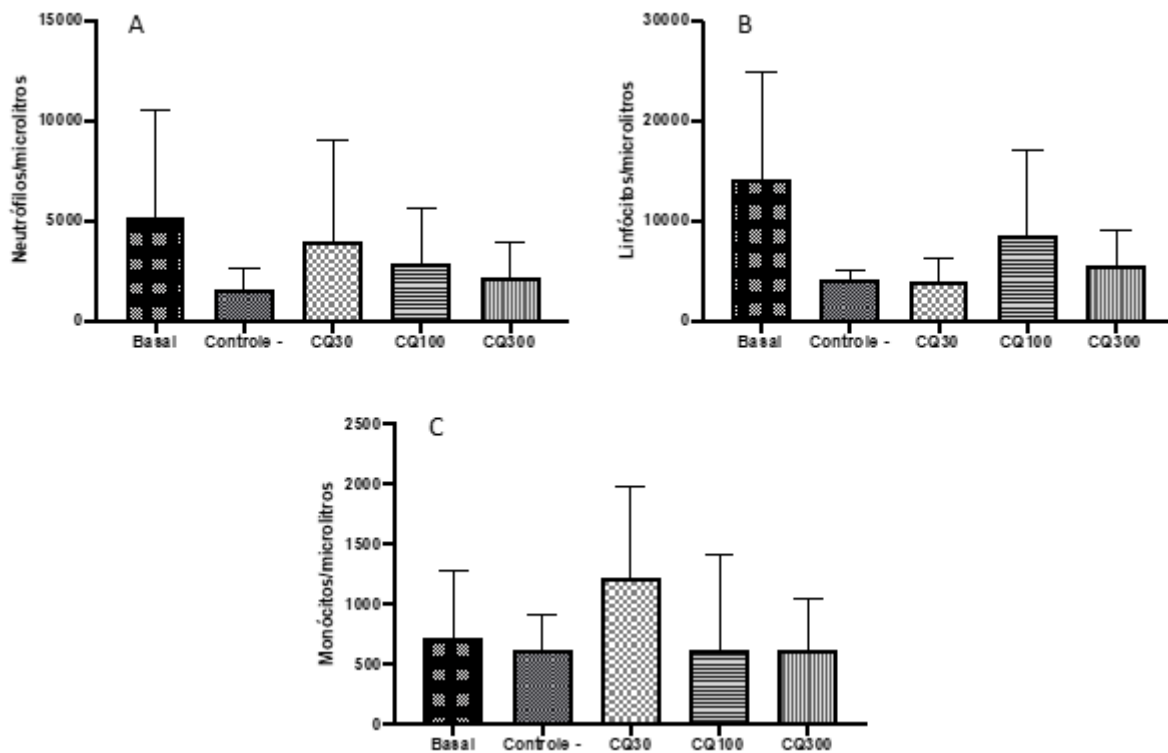 A
Neutrófilos/microlitros
15000
10000
5000
0
Basal Controle - CQ30 CQ100 CQ300
B
Linfócitos/microlitros
30000
20000
10000
0
Basal Controle - CQ30 CQ100 CQ300
C
Monócitos/microlitros
2500
2000
1500
1000
500
0
Basal Controle - CQ30 CQ100 CQ300